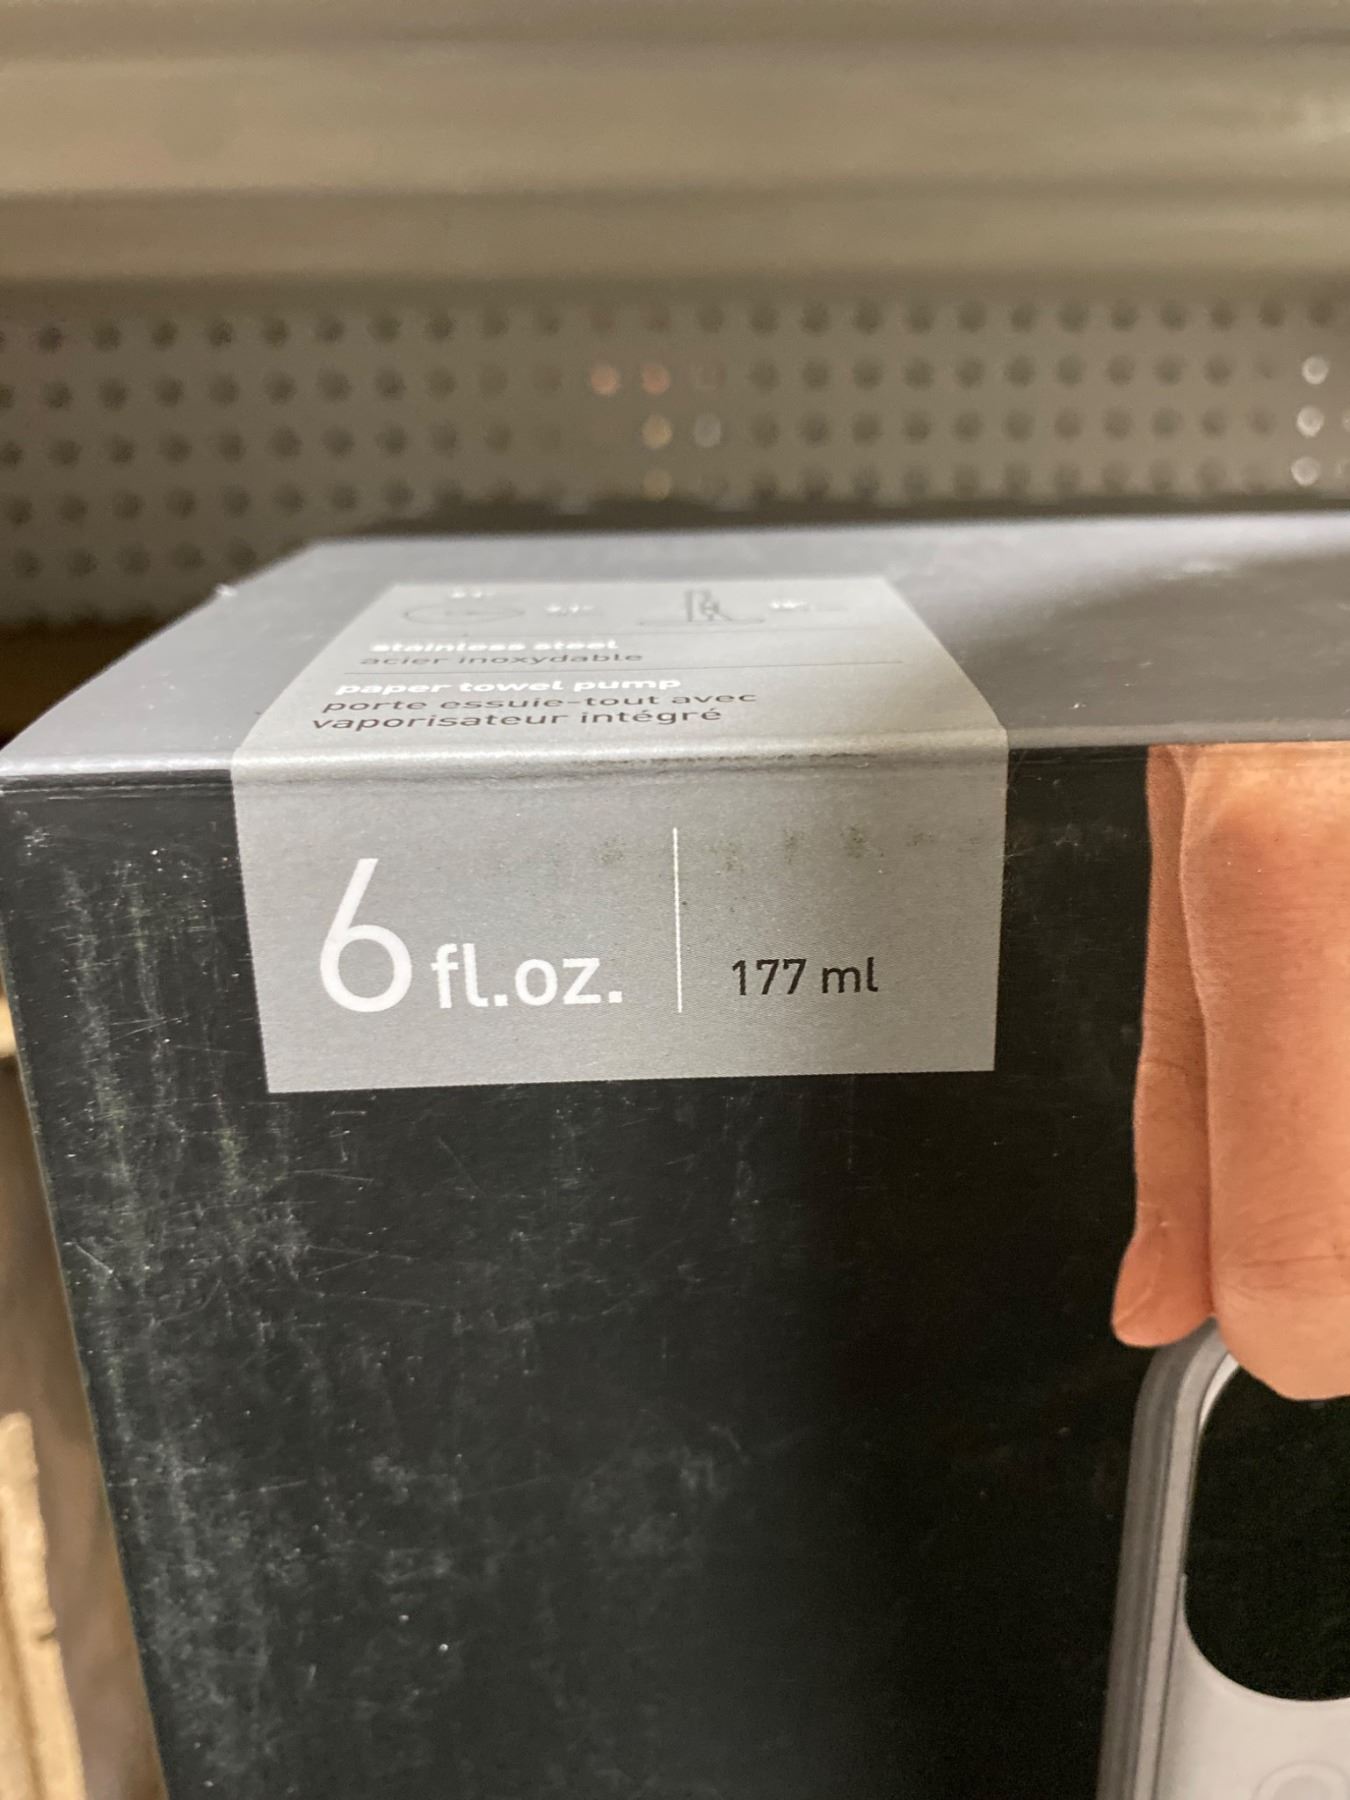 stainless steel
acier inoxydable
paper towel pump
porte essuie-tout avec
vaporisateur intégré
6 fl.oz. 177 ml